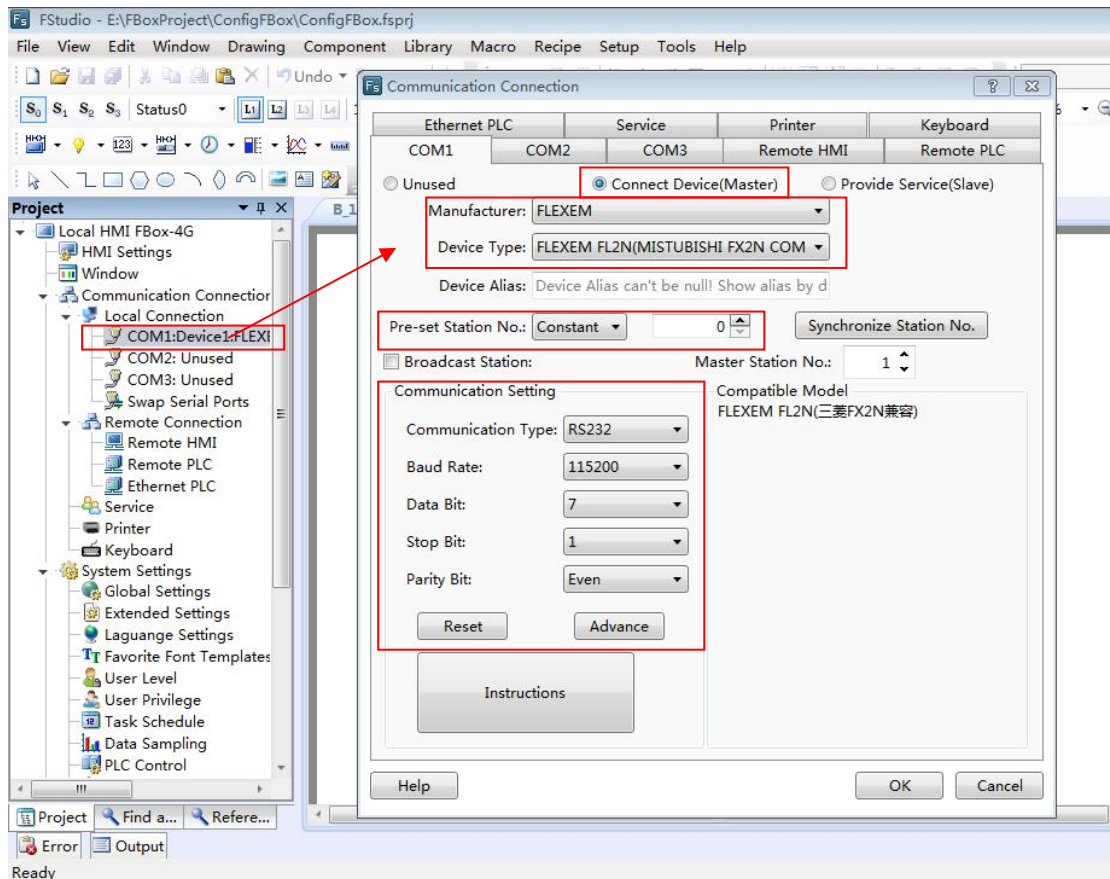 FStudio - E:\FBoxProject\ConfigFBox\ConfigFBox.fsprj
File View Edit Window Drawing Component Library Macro Recipe Setup Tools Help
Undo
S0 S1 S2 S3 Status0 L1 L2 L3 L4
Project
B_1
Local HMI FBox-4G
HMI Settings
Window
Communication Connection
Local Connection
COM1:Device1:FLEXE
COM2: Unused
COM3: Unused
Swap Serial Ports
Remote Connection
Remote HMI
Remote PLC
Ethernet PLC
Service
Printer
Keyboard
System Settings
Global Settings
Extended Settings
Laguange Settings
Favorite Font Templates
User Level
User Privilege
Task Schedule
Data Sampling
PLC Control
Project Find a... Refere...
Error Output
Ready
Communication Connection
Ethernet PLC Service Printer Keyboard
COM1 COM2 COM3 Remote HMI Remote PLC
Unused Connect Device(Master) Provide Service(Slave)
Manufacturer: FLEXEM
Device Type: FLEXEM FL2N(MISTUBISHI FX2N COM
Device Alias: Device Alias can't be null! Show alias by d
Pre-set Station No.: Constant 0 Synchronize Station No.
Broadcast Station: Master Station No.: 1
Communication Setting
Communication Type: RS232
Baud Rate: 115200
Data Bit: 7
Stop Bit: 1
Parity Bit: Even
Reset Advance
Instructions
Compatible Model
FLEXEM FL2N(三菱FX2N兼容)
Help OK Cancel